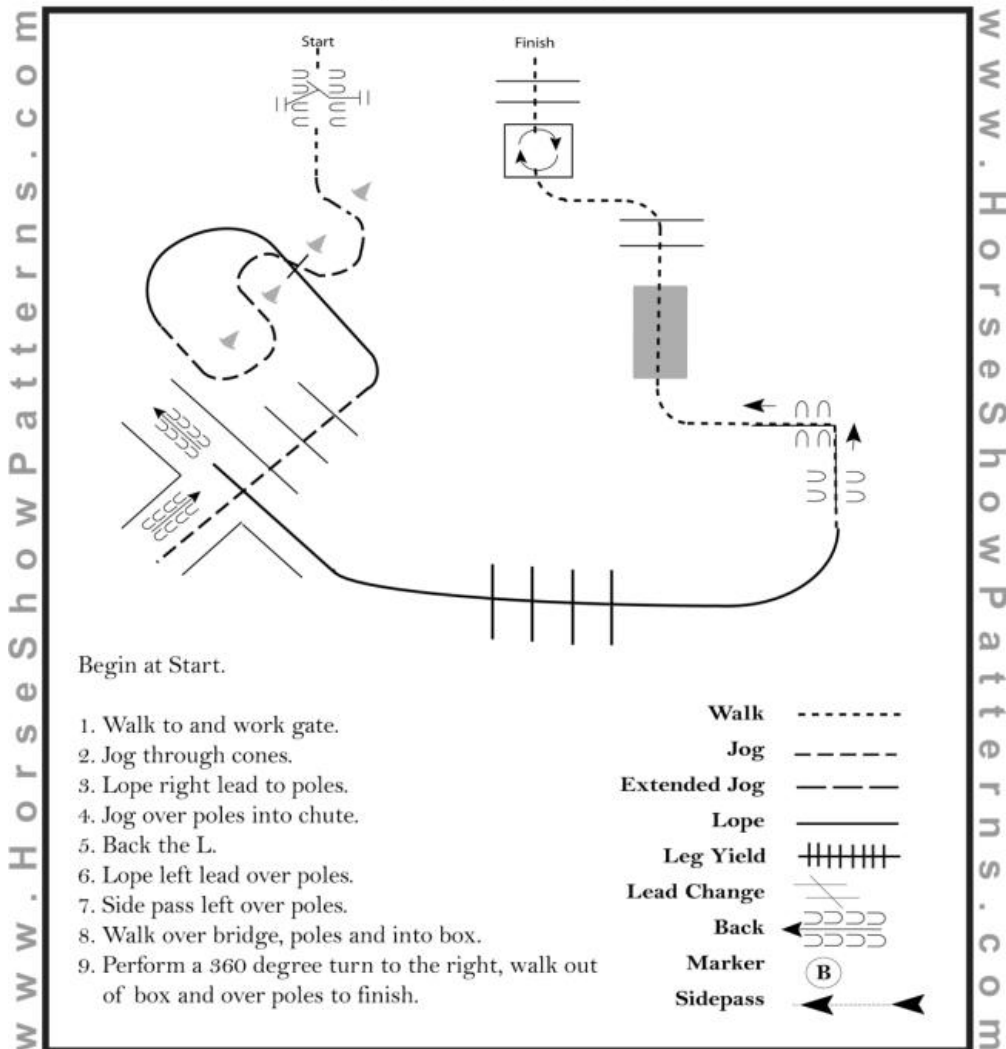 www.HorseShowPatterns.com
Start
Finish
Begin at Start.
1. Walk to and work gate.
2. Jog through cones.
3. Lope right lead to poles.
4. Jog over poles into chute.
5. Back the L.
6. Lope left lead over poles.
7. Side pass left over poles.
8. Walk over bridge, poles and into box.
9. Perform a 360 degree turn to the right, walk out
of box and over poles to finish.
Walk
Jog
Extended Jog
Lope
Leg Yield
Lead Change
Back
Marker
B
Sidepass
www.HorseShowPatterns.com